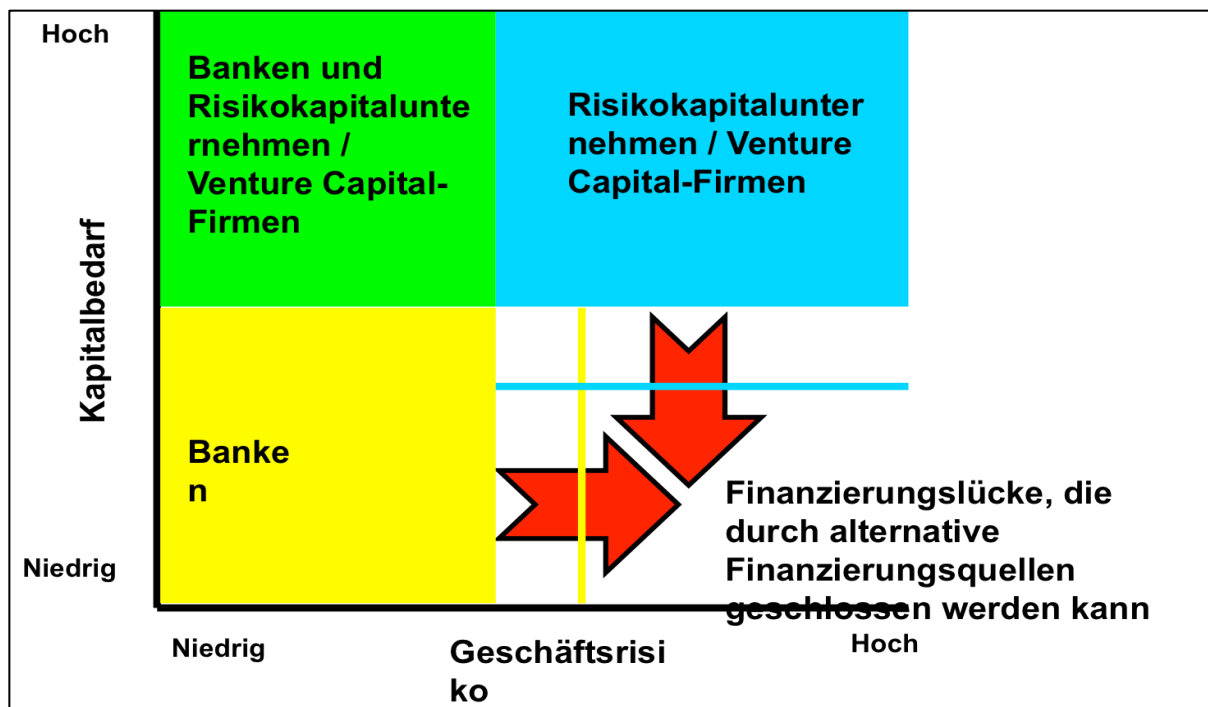 Hoch
Banken und
Risikokapitalunte
rnehmen /
Venture Capital-
Firmen
Risikokapitalunter
nehmen / Venture
Capital-Firmen
Kapitalbedarf
Banke
n
Finanzierungslücke, die
durch alternative
Finanzierungsquellen
geschlossen werden kann
Niedrig
Niedrig
Geschäftsrisi
ko
Hoch